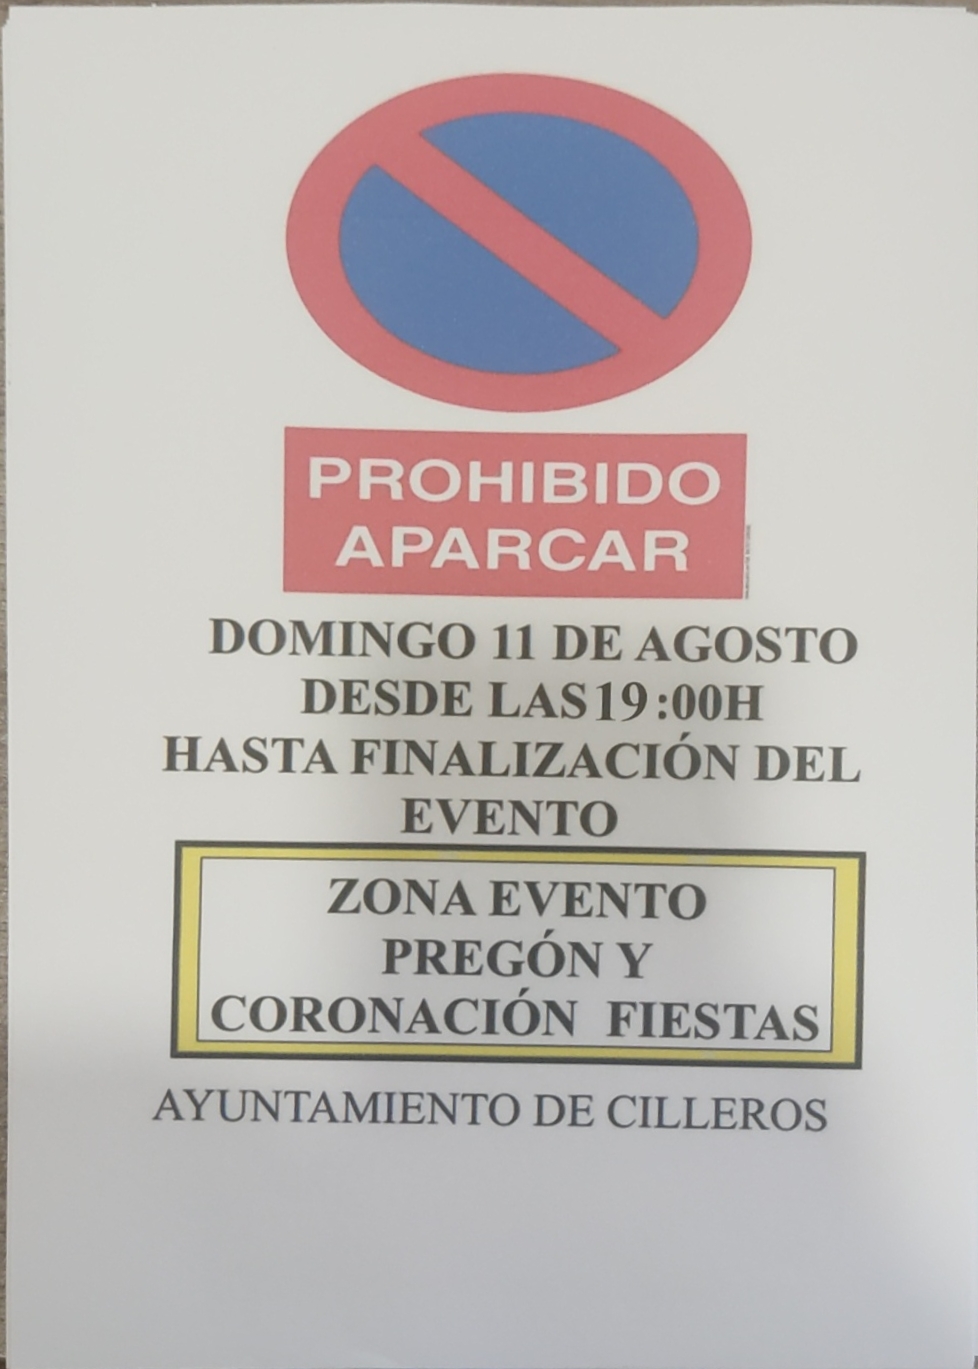 PROHIBIDO
APARCAR
DOMINGO 11 DE AGOSTO
DESDE LAS 19:00H
HASTA FINALIZACIÓN DEL
EVENTO
ZONA EVENTO
PREGÓN Y
CORONACIÓN FIESTAS
AYUNTAMIENTO DE CILLEROS